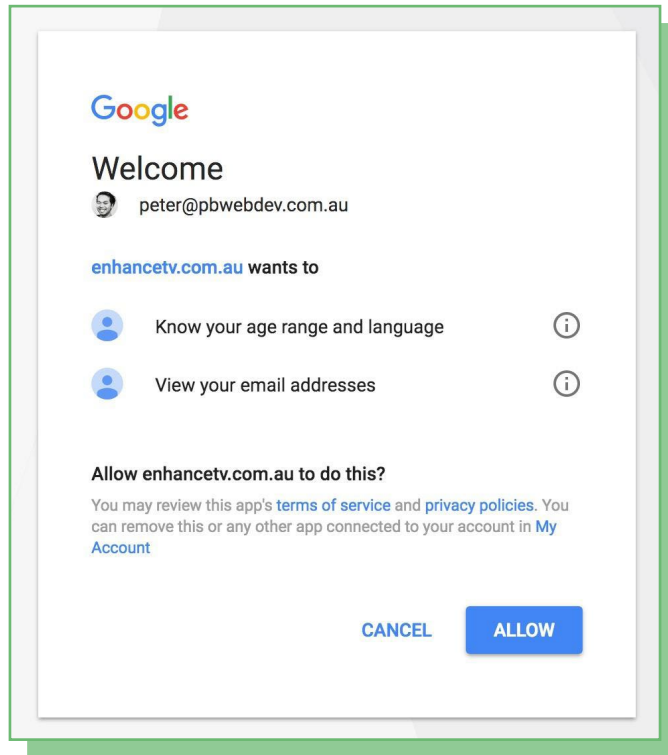 Google
Welcome
peter@pbwebdev.com.au
enhancetv.com.au wants to
Know your age range and language
View your email addresses
Allow enhancetv.com.au to do this?
You may review this app's terms of service and privacy policies. You
can remove this or any other app connected to your account in My
Account
CANCEL
ALLOW